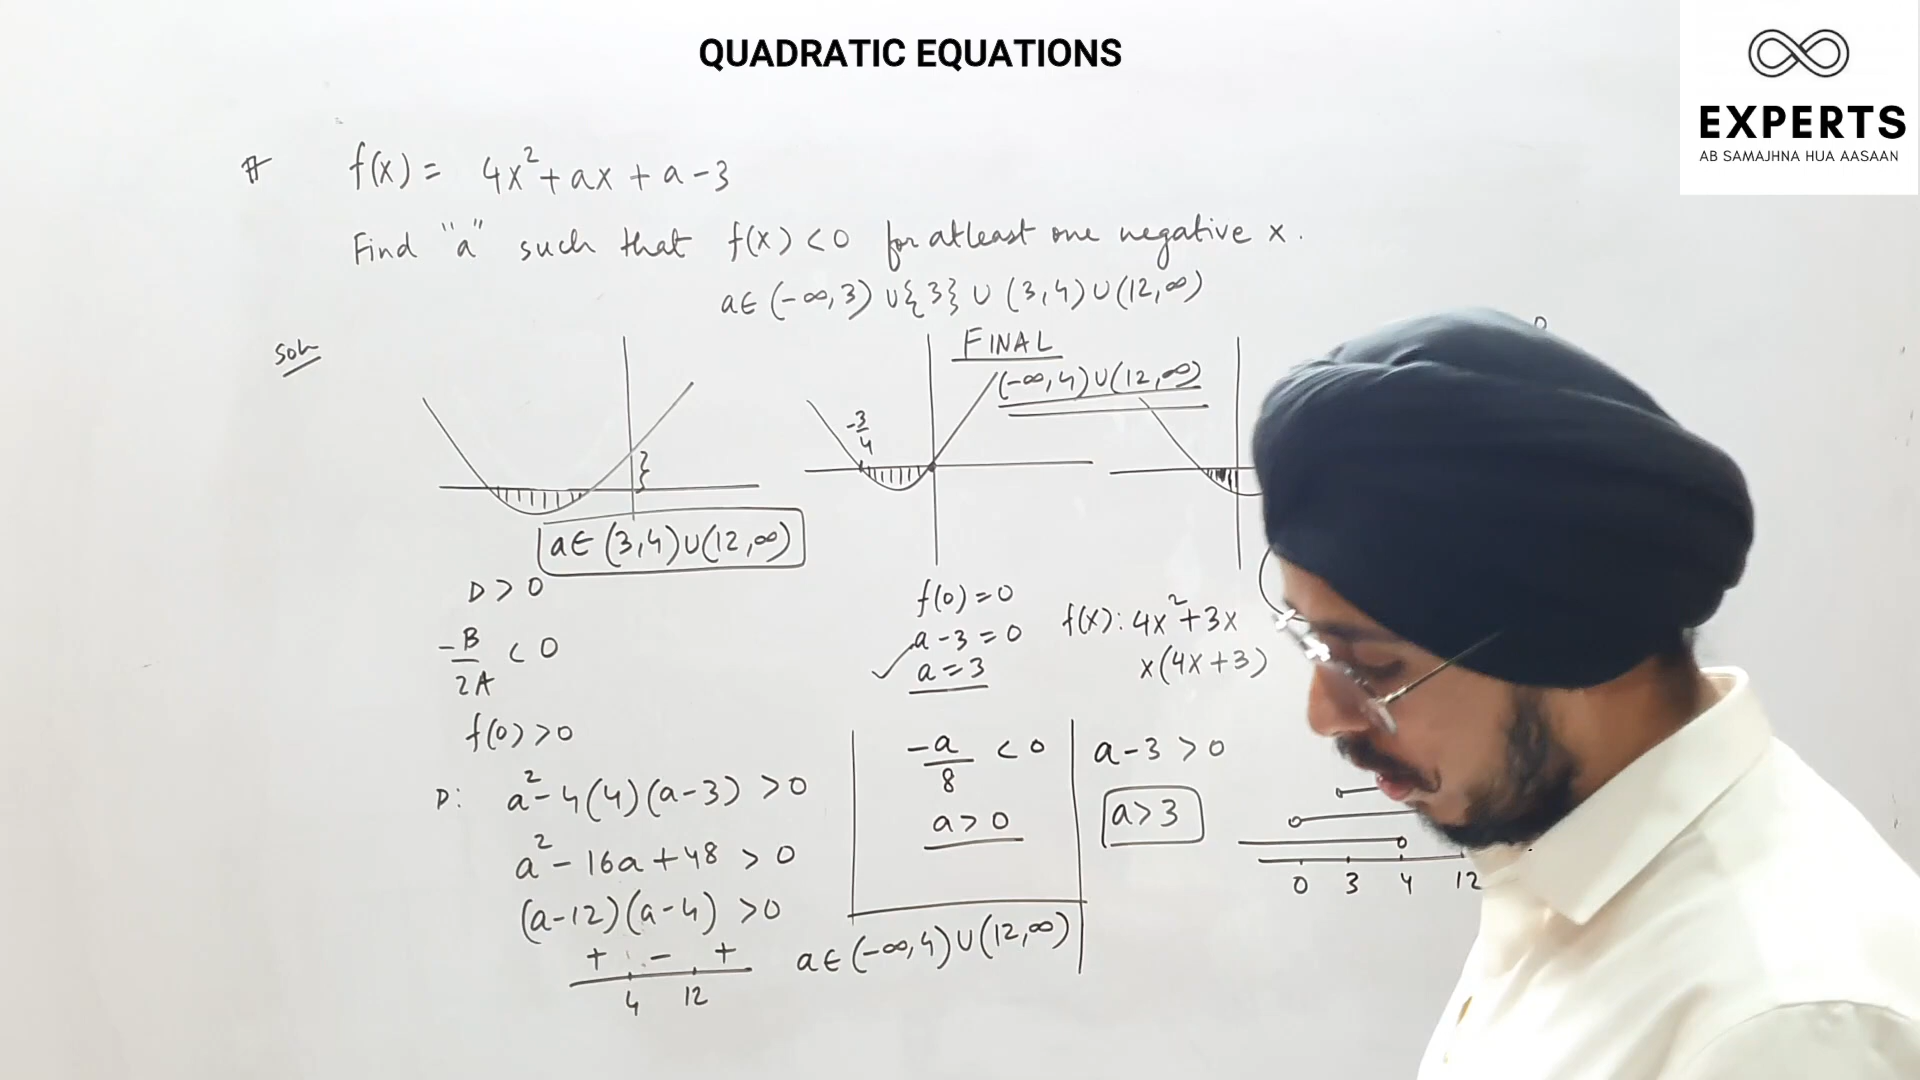 QUADRATIC EQUATIONS
EXPERTS
AB SAMAJHNA HUA AASAAN
# f(x) = 4x² + ax + a - 3
Find "a" such that f(x) < 0 for atleast one negative x.
a ∈ (-∞, 3) ∪ {3} ∪ (3, 4) ∪ (12, ∞)
Soln
FINAL
(-∞, 4) ∪ (12, ∞)
-3/4
a ∈ (3, 4) ∪ (12, ∞)
D > 0
-B/2A < 0
f(0) > 0
f(0) = 0
a - 3 = 0
✓ a = 3
f(x): 4x² + 3x
x(4x + 3)
D: a² - 4(4)(a - 3) > 0
a² - 16a + 48 > 0
(a - 12)(a - 4) > 0
+ - +
4 12
a ∈ (-∞, 4) ∪ (12, ∞)
-a/8 < 0
a > 0
a - 3 > 0
a > 3
0 3 4 12